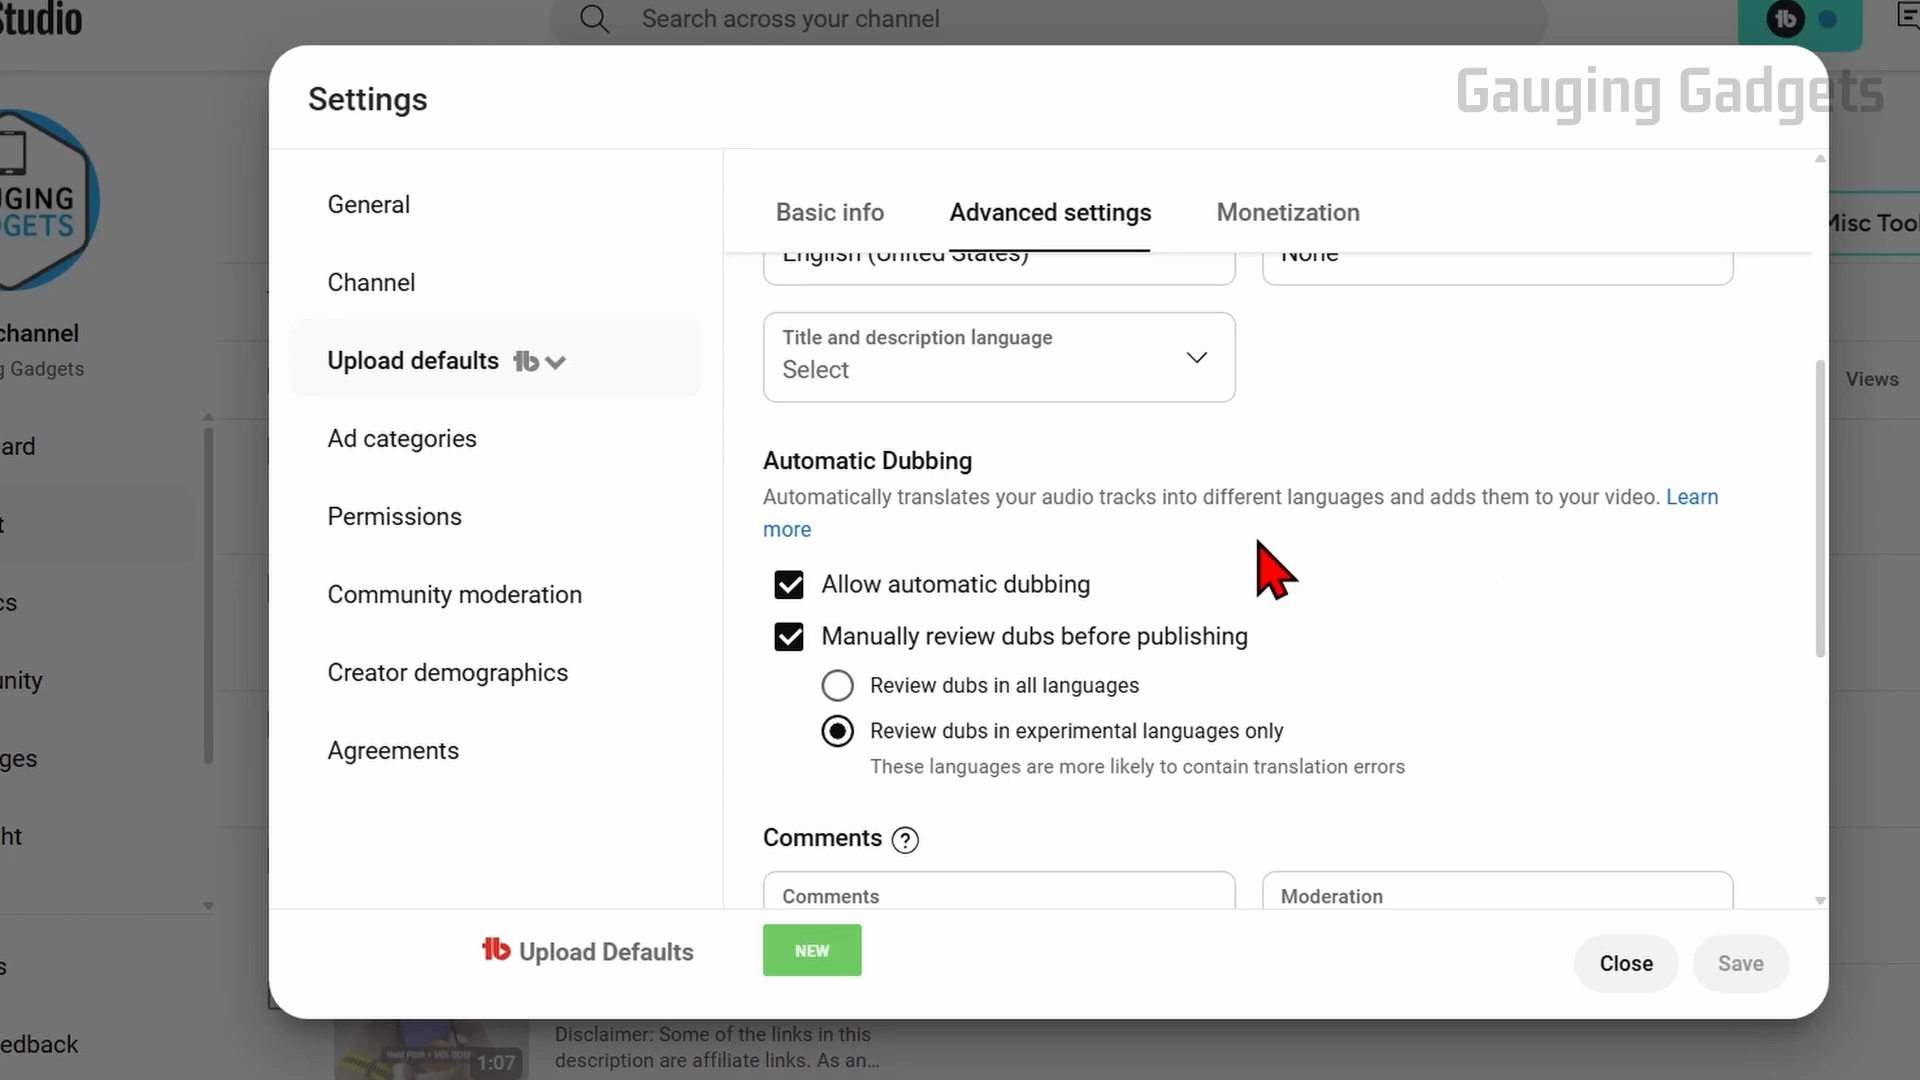 Studio
Search across your channel
Gauging Gadgets
Settings
General
Channel
Upload defaults
Ad categories
Permissions
Community moderation
Creator demographics
Agreements
Basic info
Advanced settings
Monetization
English (United States)
None
Title and description language
Select
Automatic Dubbing
Automatically translates your audio tracks into different languages and adds them to your video. Learn
more
Allow automatic dubbing
Manually review dubs before publishing
Review dubs in all languages
Review dubs in experimental languages only
These languages are more likely to contain translation errors
Comments
Comments
Moderation
Upload Defaults
NEW
Close
Save
channel
Gadgets
GADGETS
Views
Disclaimer: Some of the links in this
description are affiliate links. As an...
1:07